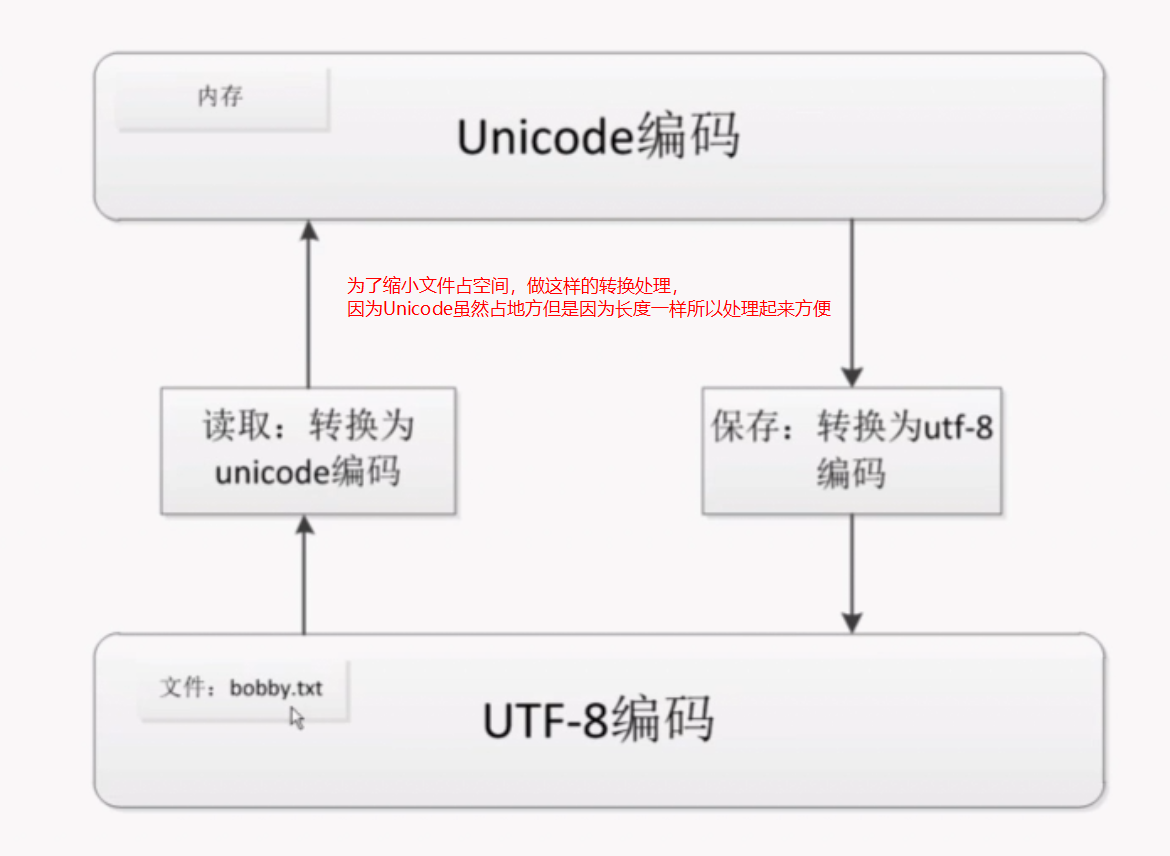 内存
Unicode编码
为了缩小文件占空间，做这样的转换处理，
因为Unicode虽然占地方但是因为长度一样所以处理起来方便
读取：转换为
unicode编码
保存：转换为utf-8
编码
文件：bobby.txt
UTF-8编码